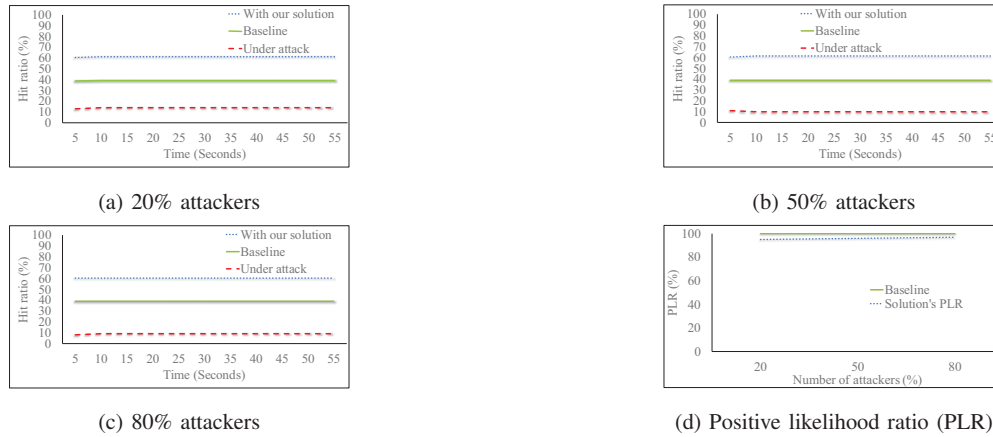 100
90
80
70
60
50
40
30
20
10
0
Hit ratio (%)
With our solution
Baseline
Under attack
5 10 15 20 25 30 35 40 45 50 55
Time (Seconds)
(a) 20% attackers
100
90
80
70
60
50
40
30
20
10
0
Hit ratio (%)
With our solution
Baseline
Under attack
5 10 15 20 25 30 35 40 45 50 55
Time (Seconds)
(b) 50% attackers
100
90
80
70
60
50
40
30
20
10
0
Hit ratio (%)
With our solution
Baseline
Under attack
5 10 15 20 25 30 35 40 45 50 55
Time (Seconds)
(c) 80% attackers
100
80
60
40
20
0
PLR (%)
Baseline
Solution's PLR
20 50 80
Number of attackers (%)
(d) Positive likelihood ratio (PLR)